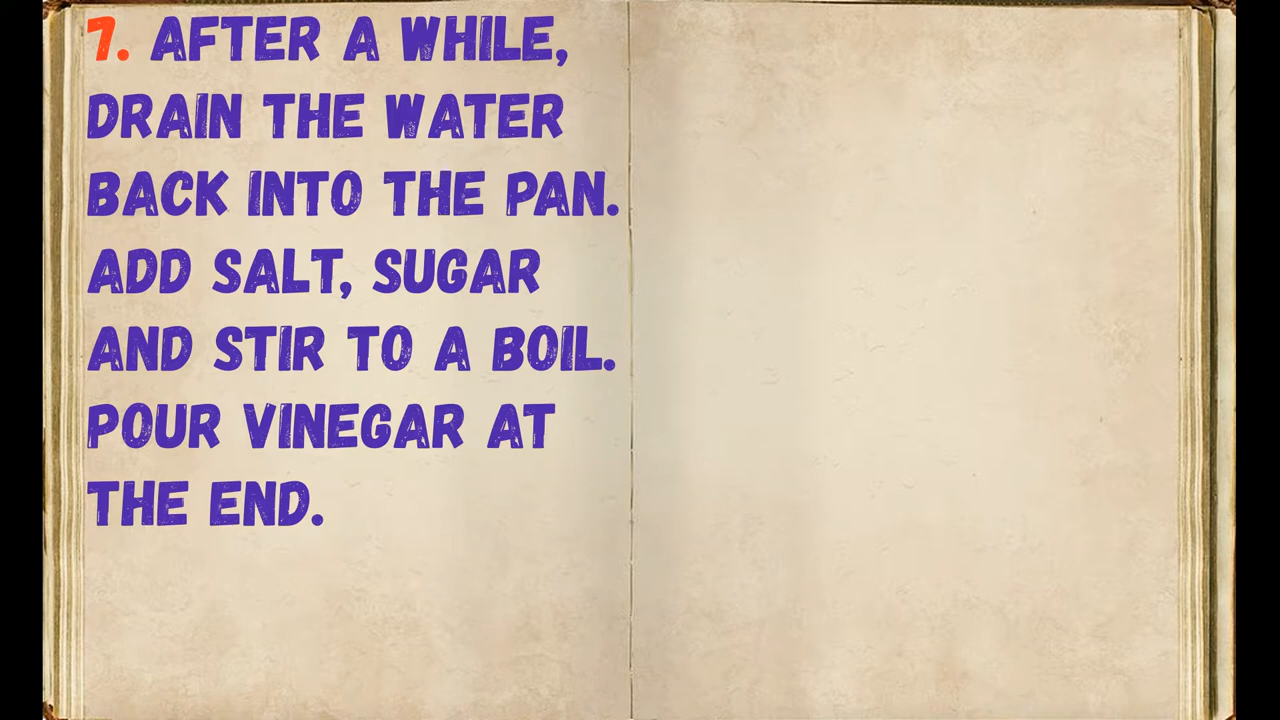 7. AFTER A WHILE,
DRAIN THE WATER
BACK INTO THE PAN.
ADD SALT, SUGAR
AND STIR TO A BOIL.
POUR VINEGAR AT
THE END.